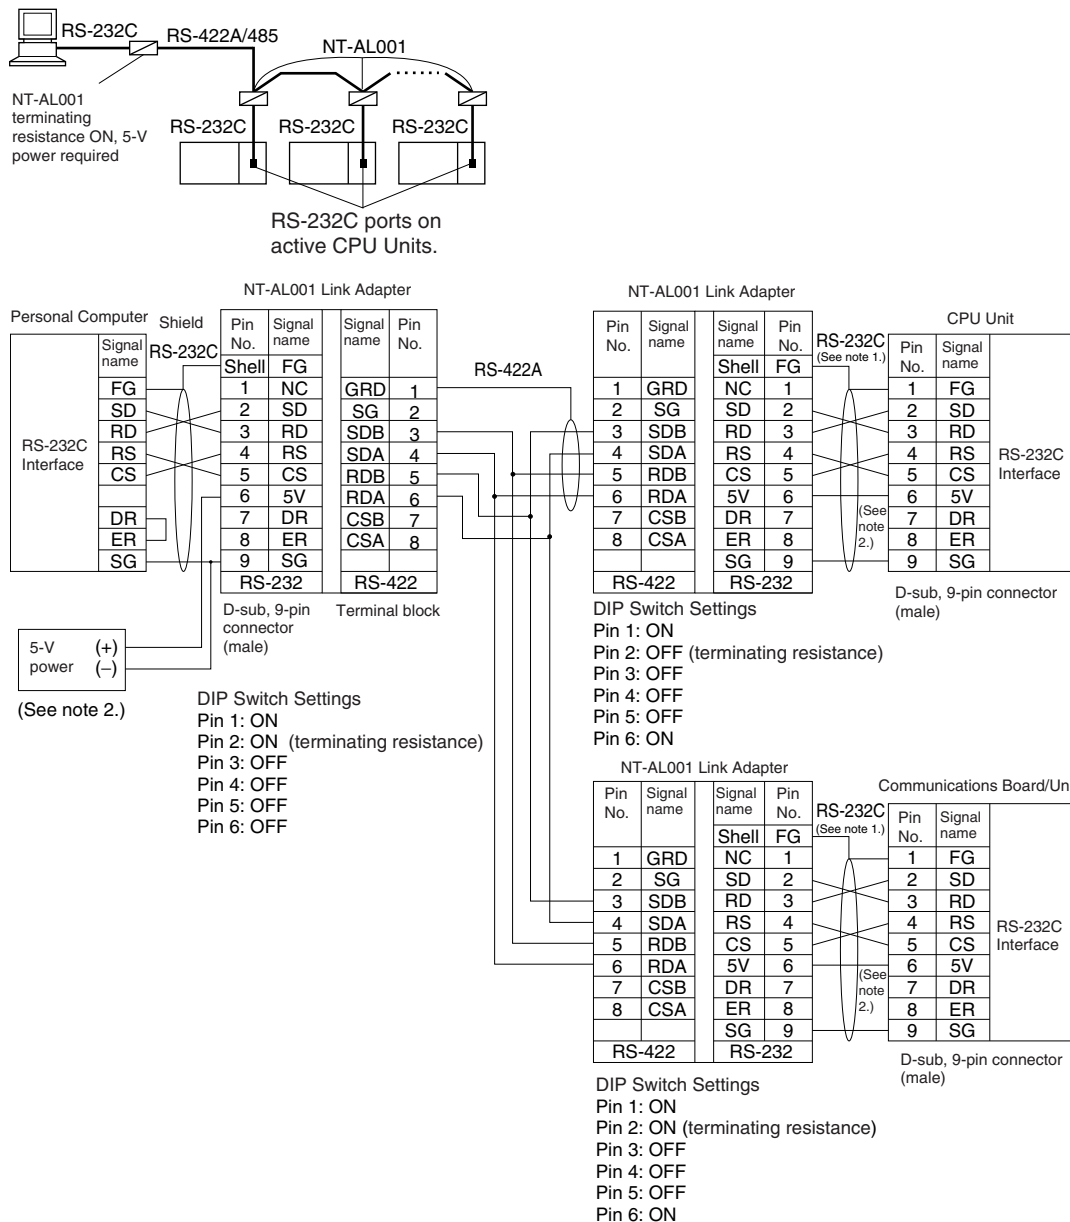 RS-232C
RS-422A/485
NT-AL001
NT-AL001
terminating
resistance ON, 5-V
power required
RS-232C RS-232C RS-232C
RS-232C ports on
active CPU Units.
NT-AL001 Link Adapter
Personal Computer
Shield
RS-232C
Signal name
FG
SD
RD
RS
CS
DR
ER
SG
RS-232C
Interface
Pin No. Signal name
Shell FG
1 NC
2 SD
3 RD
4 RS
5 CS
6 5V
7 DR
8 ER
9 SG
RS-232
D-sub, 9-pin
connector
(male)
Signal name Pin No.
GRD 1
SG 2
SDB 3
SDA 4
RDB 5
RDA 6
CSB 7
CSA 8
RS-422
Terminal block
5-V
power
(+)
(–)
(See note 2.)
DIP Switch Settings
Pin 1: ON
Pin 2: ON (terminating resistance)
Pin 3: OFF
Pin 4: OFF
Pin 5: OFF
Pin 6: OFF
RS-422A
NT-AL001 Link Adapter
Pin No. Signal name
1 GRD
2 SG
3 SDB
4 SDA
5 RDB
6 RDA
7 CSB
8 CSA
RS-422
Signal name Pin No.
Shell FG
NC 1
SD 2
RD 3
RS 4
CS 5
5V 6
DR 7
ER 8
SG 9
RS-232
RS-232C
(See note 1.)
(See
note
2.)
CPU Unit
Pin No. Signal name
1 FG
2 SD
3 RD
4 RS
5 CS
6 5V
7 DR
8 ER
9 SG
RS-232C
Interface
D-sub, 9-pin connector
(male)
DIP Switch Settings
Pin 1: ON
Pin 2: OFF (terminating resistance)
Pin 3: OFF
Pin 4: OFF
Pin 5: OFF
Pin 6: ON
NT-AL001 Link Adapter
Pin No. Signal name
1 GRD
2 SG
3 SDB
4 SDA
5 RDB
6 RDA
7 CSB
8 CSA
RS-422
Signal name Pin No.
Shell FG
NC 1
SD 2
RD 3
RS 4
CS 5
5V 6
DR 7
ER 8
SG 9
RS-232
RS-232C
(See note 1.)
(See
note
2.)
Communications Board/Un
Pin No. Signal name
1 FG
2 SD
3 RD
4 RS
5 CS
6 5V
7 DR
8 ER
9 SG
RS-232C
Interface
D-sub, 9-pin connector
(male)
DIP Switch Settings
Pin 1: ON
Pin 2: ON (terminating resistance)
Pin 3: OFF
Pin 4: OFF
Pin 5: OFF
Pin 6: ON